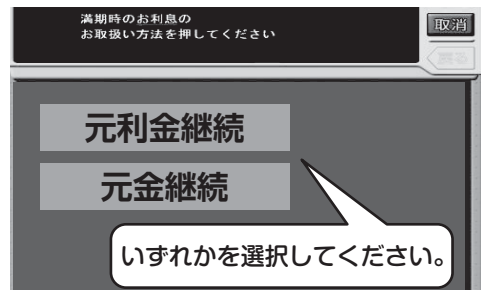 満期時のお利息の
お取扱い方法を押してください
取消
戻る
元利金継続
元金継続
いずれかを選択してください。